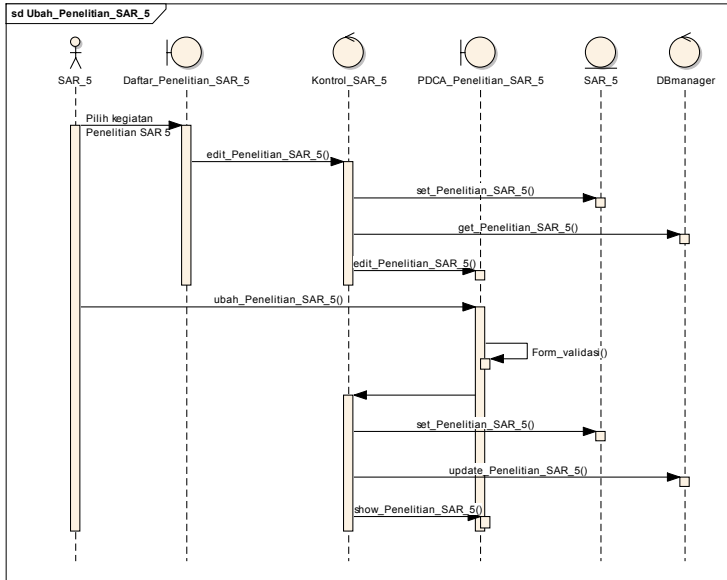 sd Ubah_Penelitian_SAR_5
SAR_5
Daftar_Penelitian_SAR_5
Kontrol_SAR_5
PDCA_Penelitian_SAR_5
SAR_5
DBmanager
Pilih kegiatan
Penelitian SAR 5
edit_Penelitian_SAR_5()
set_Penelitian_SAR_5()
get_Penelitian_SAR_5()
edit_Penelitian_SAR_5()
ubah_Penelitian_SAR_5()
Form_validasi()
set_Penelitian_SAR_5()
update_Penelitian_SAR_5()
show_Penelitian_SAR_5()